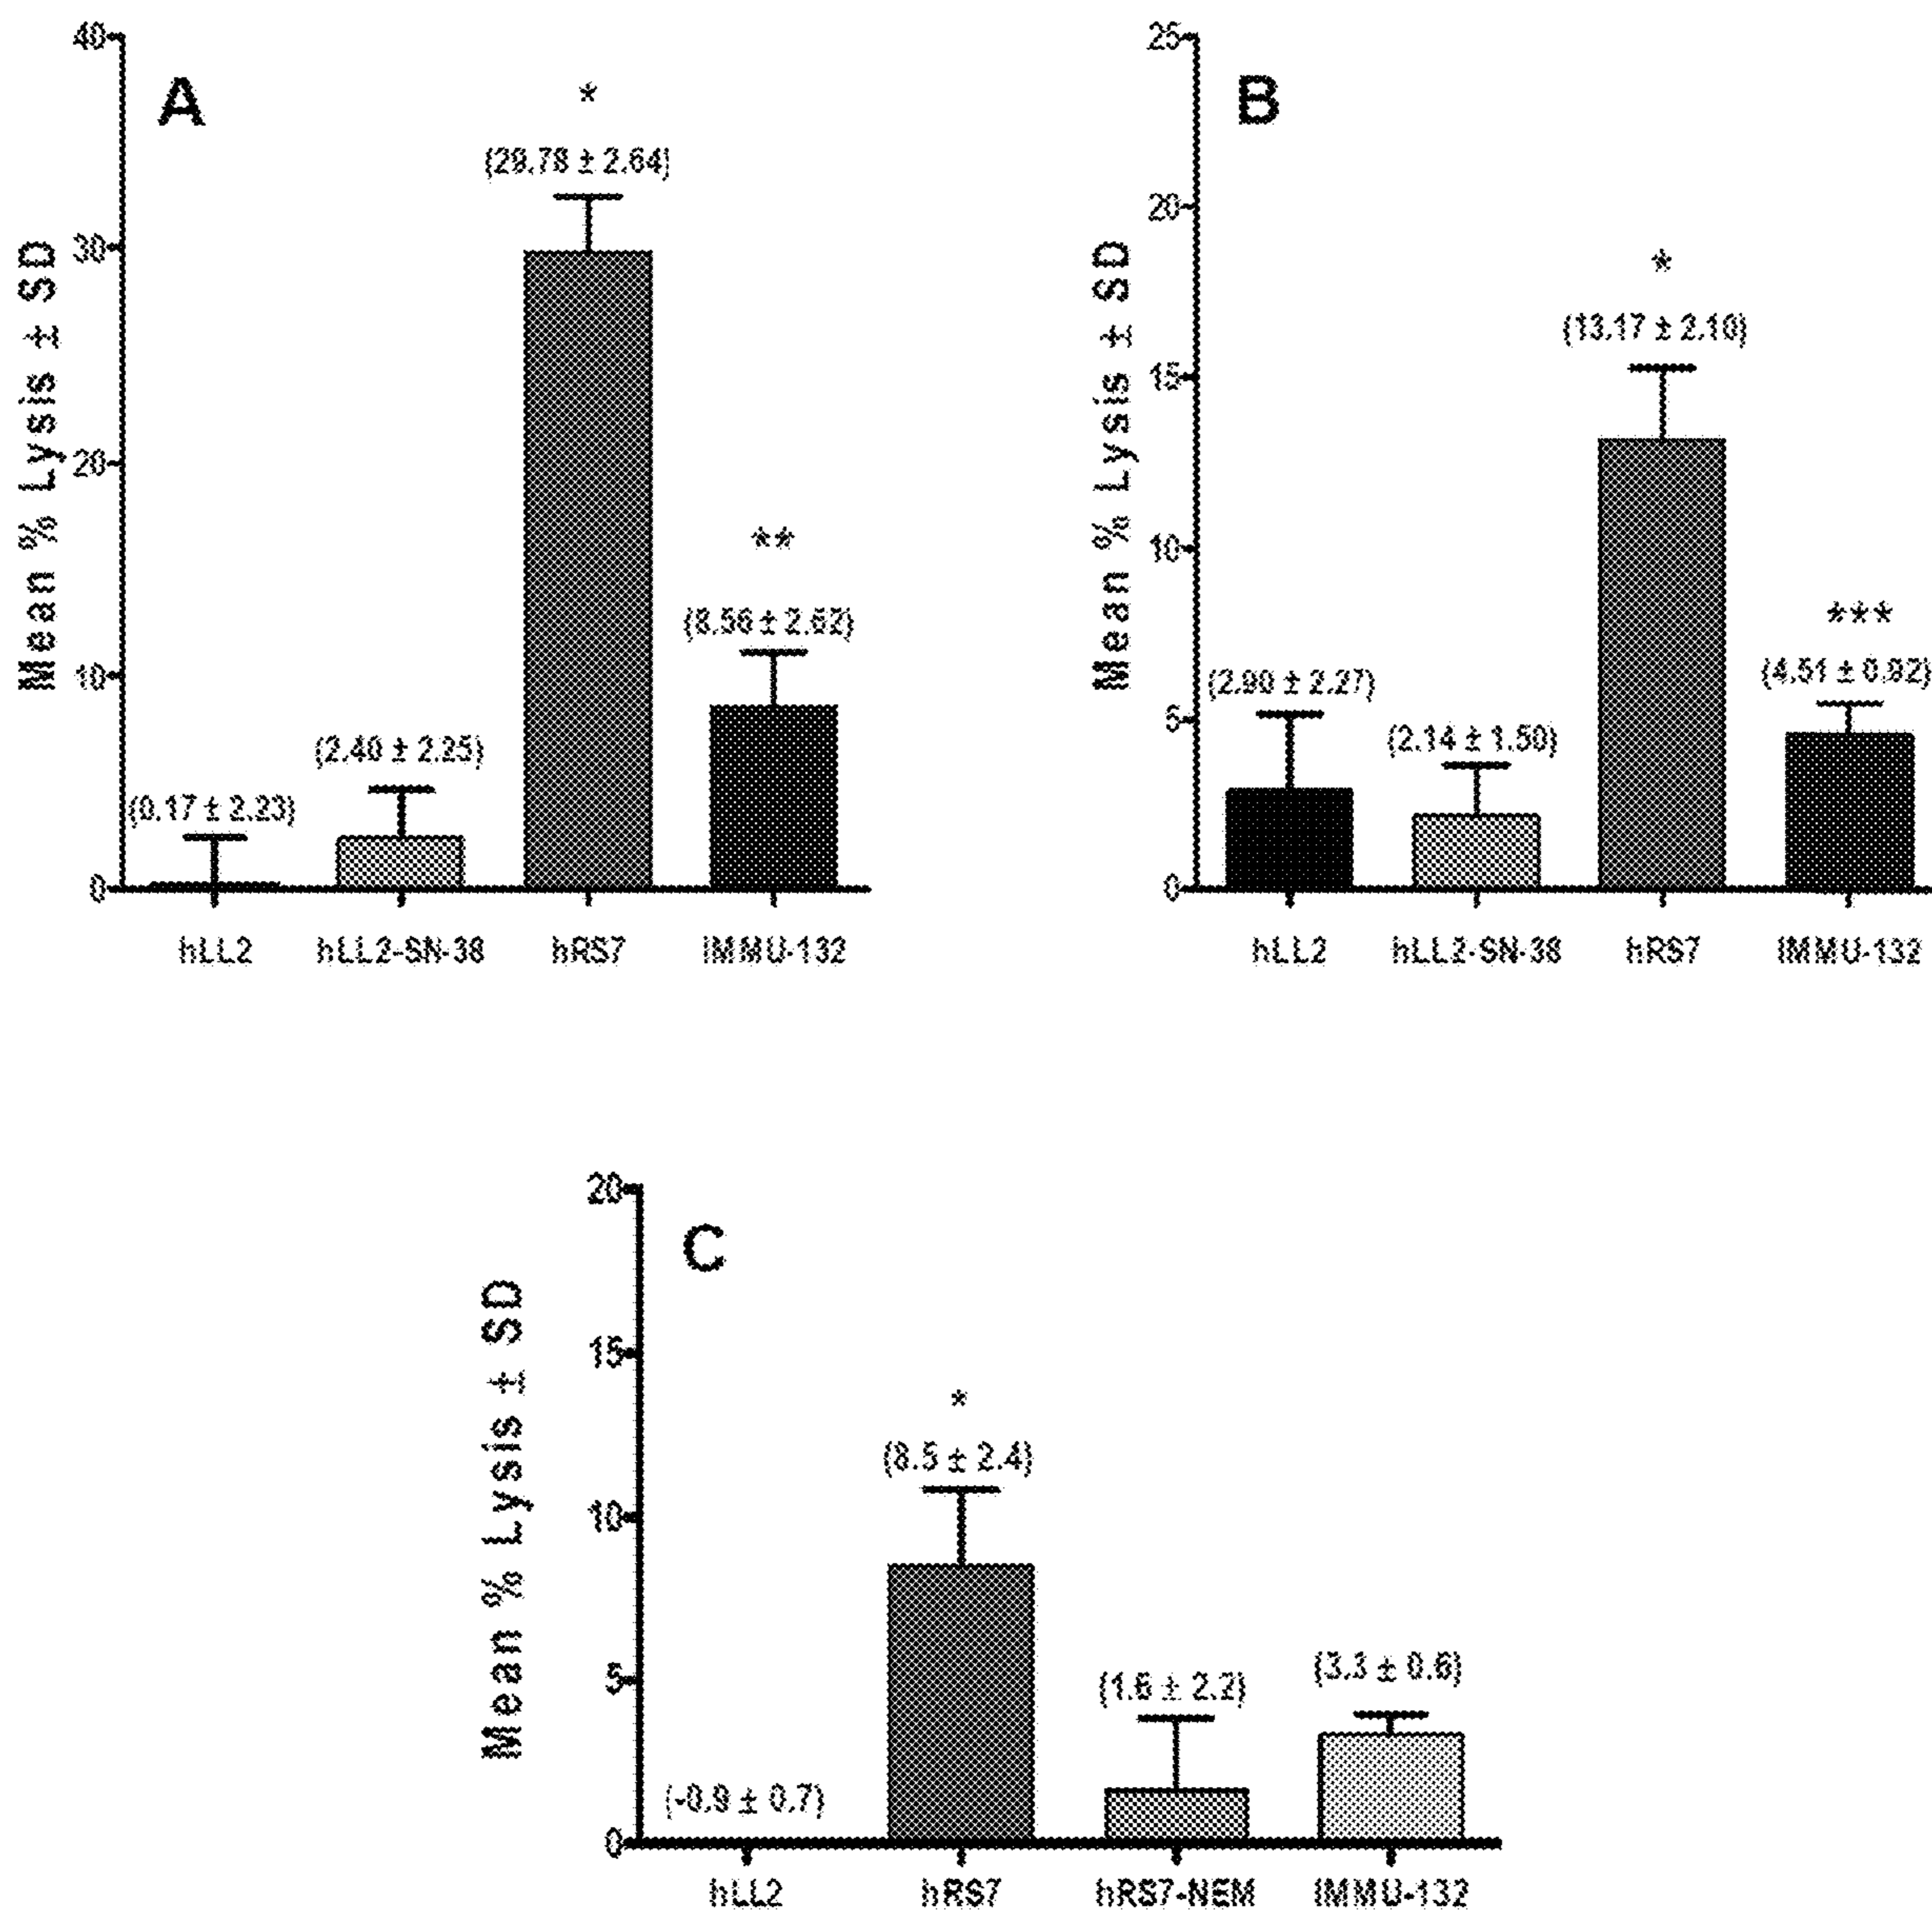 A
Mean % Lysis ± SD
40
30
20
10
0
*
(29.78 ± 2.64)
**
(8.56 ± 2.62)
(2.40 ± 2.25)
(0.17 ± 2.23)
hLL2 hLL2-SN-38 hRS7 IMMU-132
B
Mean % Lysis ± SD
25
20
15
10
5
0
*
(13.17 ± 2.10)
***
(4.51 ± 0.92)
(2.90 ± 2.27)
(2.14 ± 1.50)
hLL2 hLL2-SN-38 hRS7 IMMU-132
C
Mean % Lysis ± SD
20
15
10
5
0
*
(8.5 ± 2.4)
(3.3 ± 0.6)
(1.6 ± 2.2)
(-0.9 ± 0.7)
hLL2 hRS7 hRS7-NEM IMMU-132